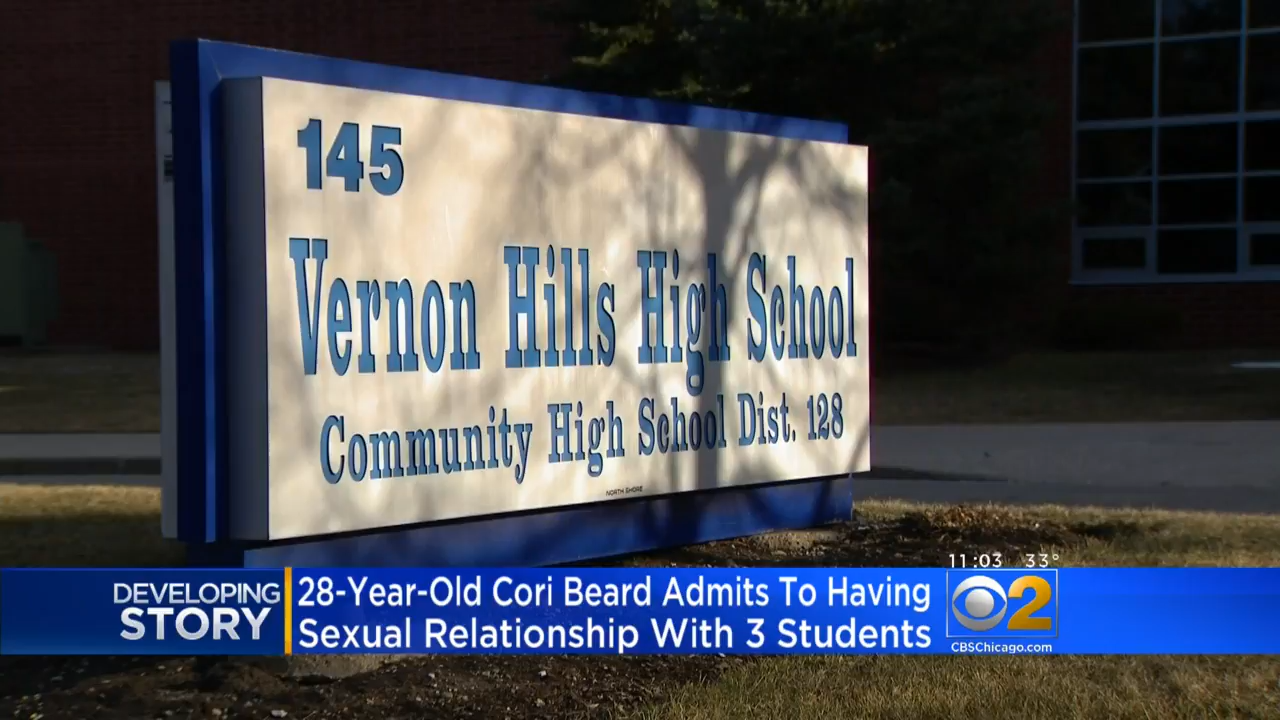 145
Vernon Hills High School
Community High School Dist. 128
NORTH SHORE
11:03 33°
DEVELOPING
STORY
28-Year-Old Cori Beard Admits To Having
Sexual Relationship With 3 Students
2
CBSChicago.com